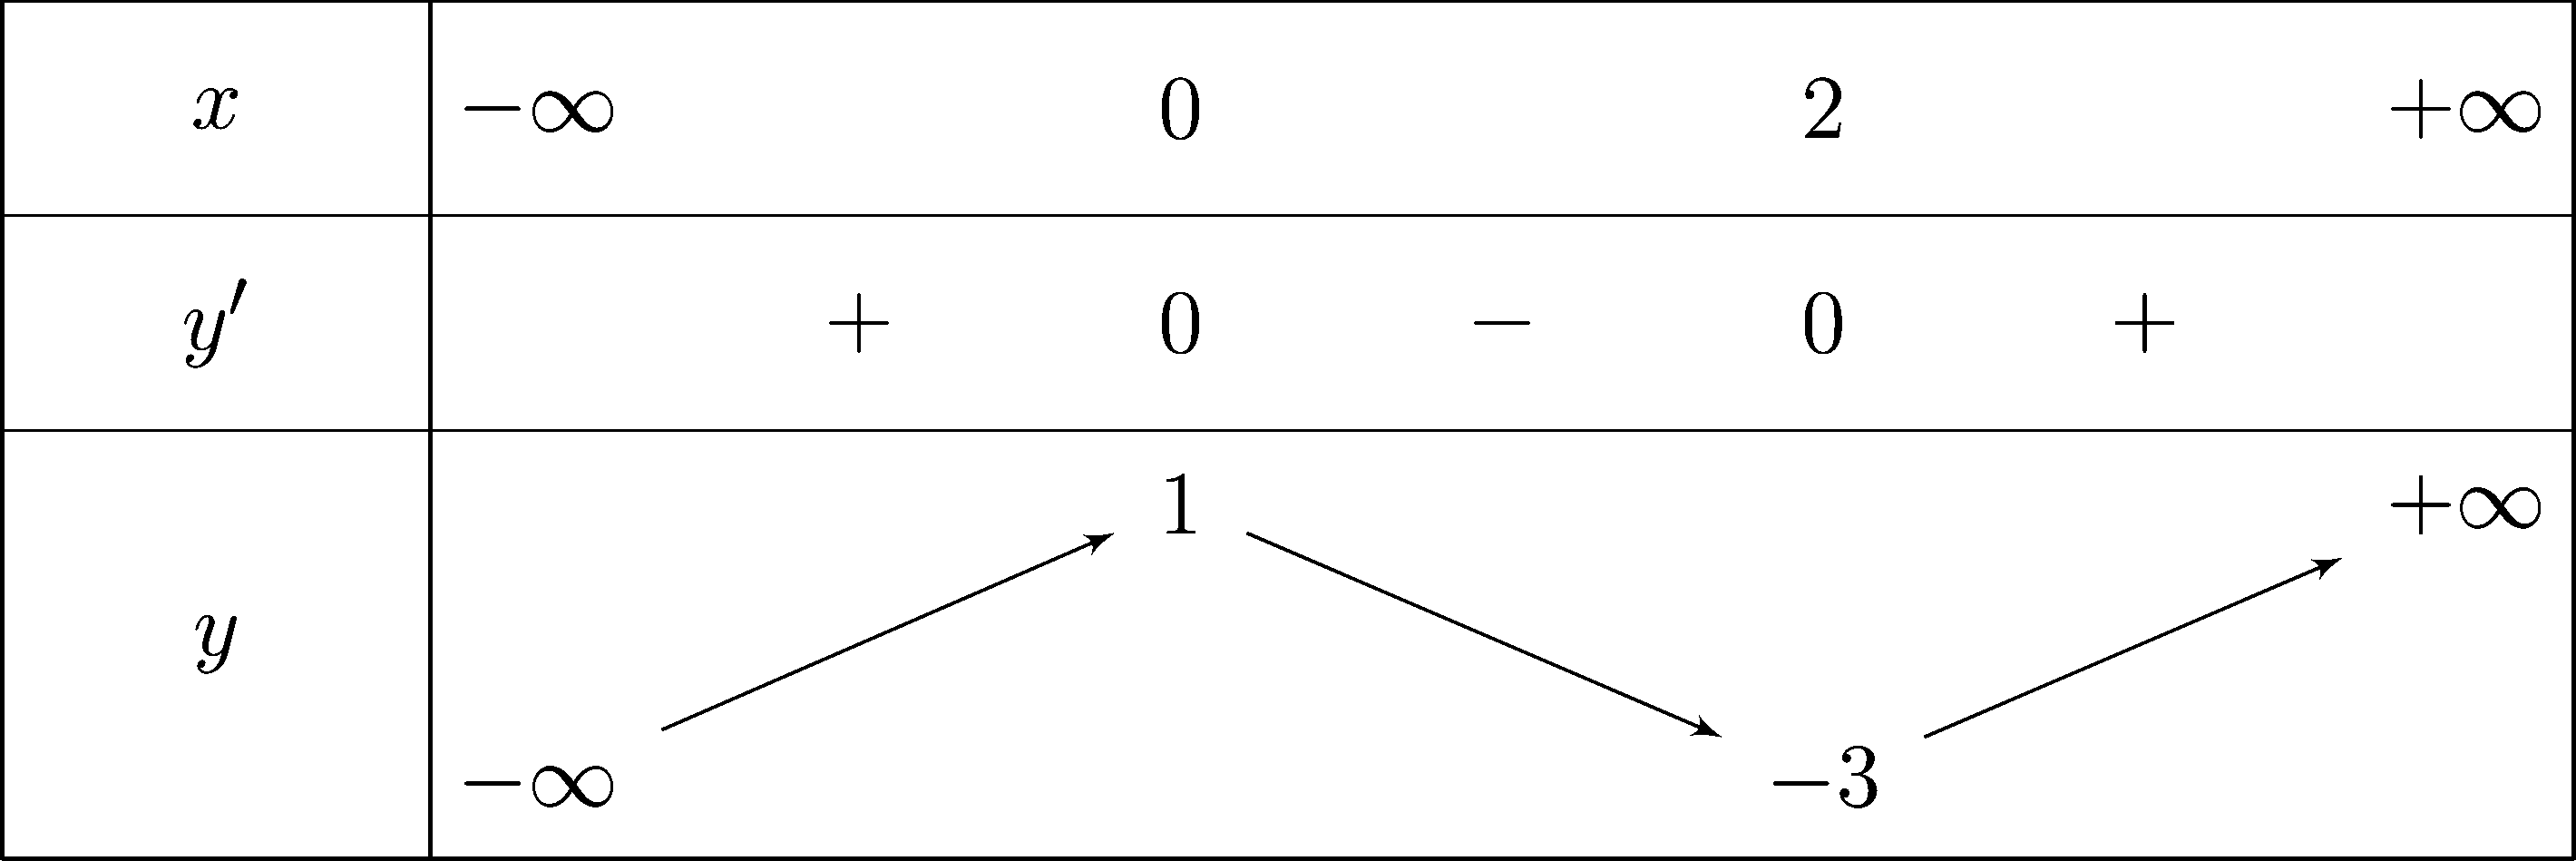 x −∞ 0 2 +∞
y′ + 0 − 0 +
1 +∞
y
−∞ −3